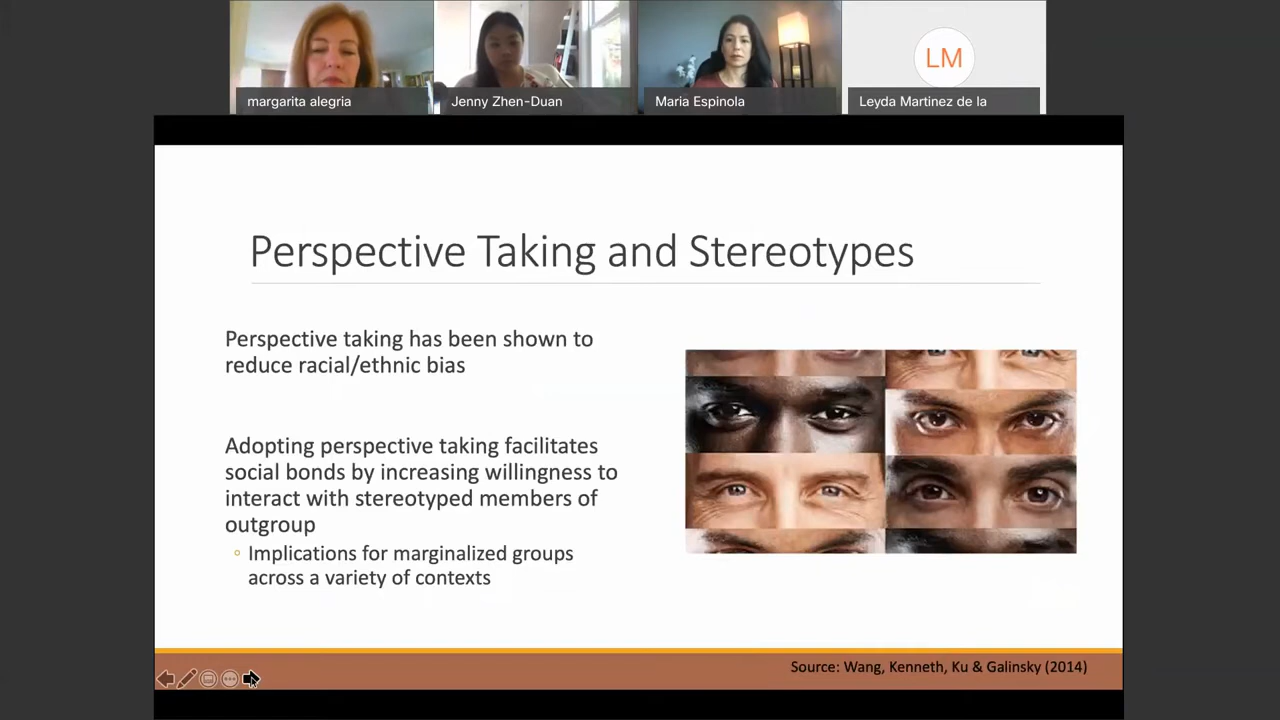 margarita alegria
Jenny Zhen-Duan
Maria Espinola
LM
Leyda Martinez de la
Perspective Taking and Stereotypes
Perspective taking has been shown to
reduce racial/ethnic bias
Adopting perspective taking facilitates
social bonds by increasing willingness to
interact with stereotyped members of
outgroup
Implications for marginalized groups
across a variety of contexts
Source: Wang, Kenneth, Ku & Galinsky (2014)